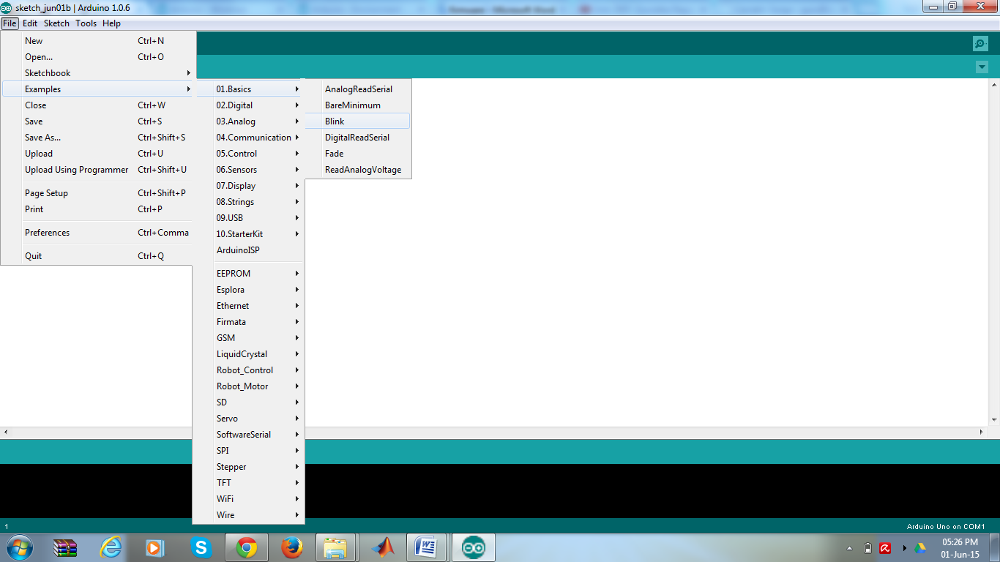 sketch_jun01b | Arduino 1.0.6
File Edit Sketch Tools Help
New Ctrl+N
Open... Ctrl+O
Sketchbook
Examples
Close Ctrl+W
Save Ctrl+S
Save As... Ctrl+Shift+S
Upload Ctrl+U
Upload Using Programmer Ctrl+Shift+U
Page Setup Ctrl+Shift+P
Print Ctrl+P
Preferences Ctrl+Comma
Quit Ctrl+Q
01.Basics
02.Digital
03.Analog
04.Communication
05.Control
06.Sensors
07.Display
08.Strings
09.USB
10.StarterKit
ArduinoISP
EEPROM
Esplora
Ethernet
Firmata
GSM
LiquidCrystal
Robot_Control
Robot_Motor
SD
Servo
SoftwareSerial
SPI
Stepper
TFT
WiFi
Wire
AnalogReadSerial
BareMinimum
Blink
DigitalReadSerial
Fade
ReadAnalogVoltage
1
Arduino Uno on COM1
05:26 PM
01-Jun-15